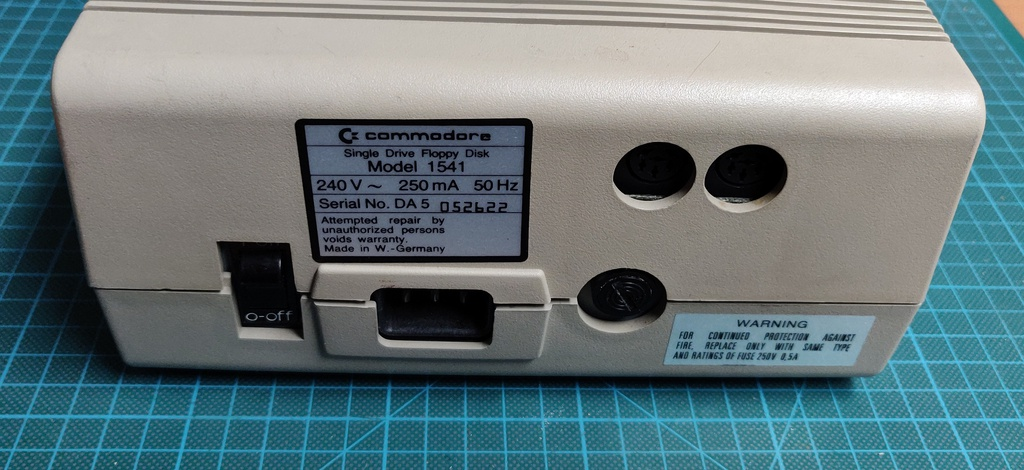 commodore
Single Drive Floppy Disk
Model 1541
240 V ~ 250 mA 50 Hz
Serial No. DA 5 052622
Attempted repair by
unauthorized persons
voids warranty.
Made in W.-Germany
o-off
WARNING
FOR CONTINUED PROTECTION AGAINST
FIRE, REPLACE ONLY WITH SAME TYPE
AND RATINGS OF FUSE 250V 0,5A